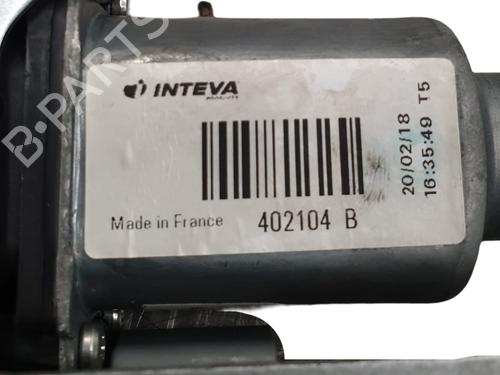 INTEVA
Made in France
402104 B
20/02/18
16:35:49 T5
B-PARTS